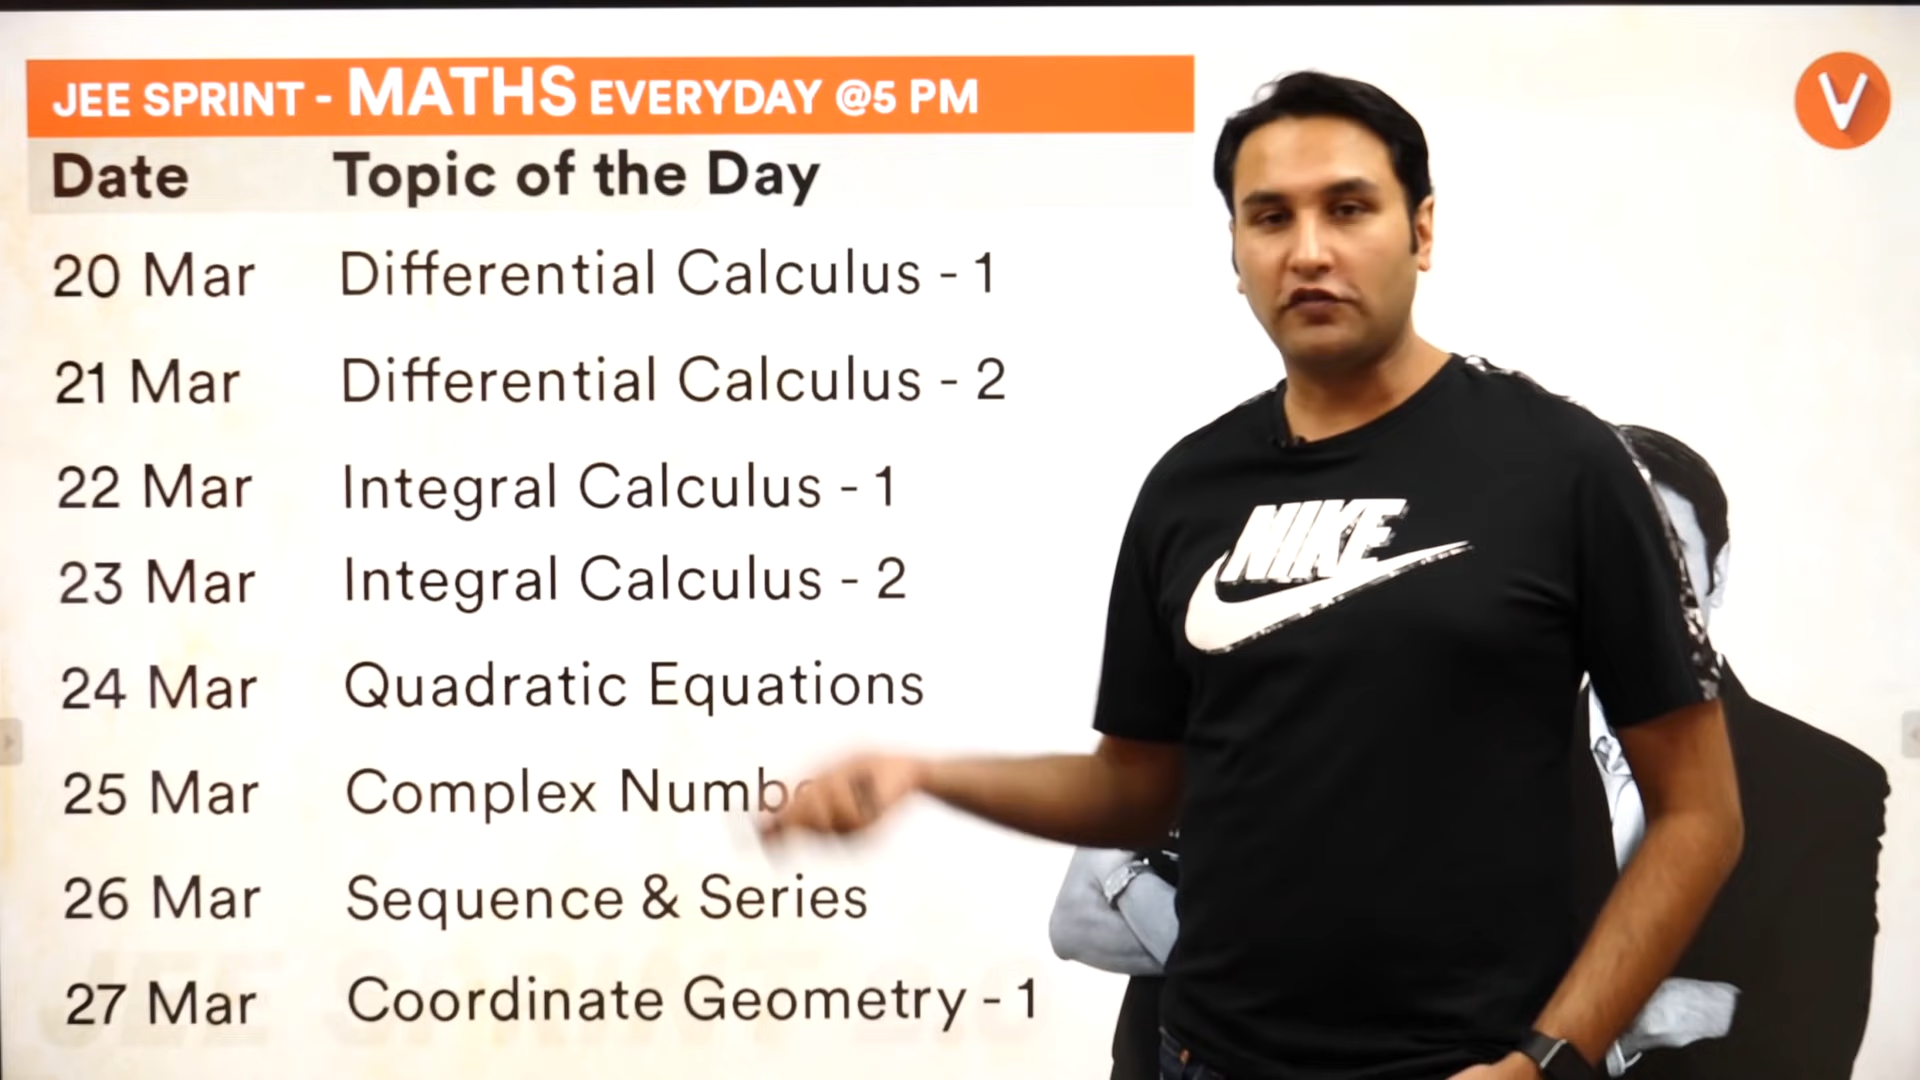 JEE SPRINT - MATHS EVERYDAY @5 PM
Date Topic of the Day
20 Mar Differential Calculus - 1
21 Mar Differential Calculus - 2
22 Mar Integral Calculus - 1
23 Mar Integral Calculus - 2
24 Mar Quadratic Equations
25 Mar Complex
26 Mar Sequence & Series
27 Mar Coordinate Geometry - 1
V
NIKE